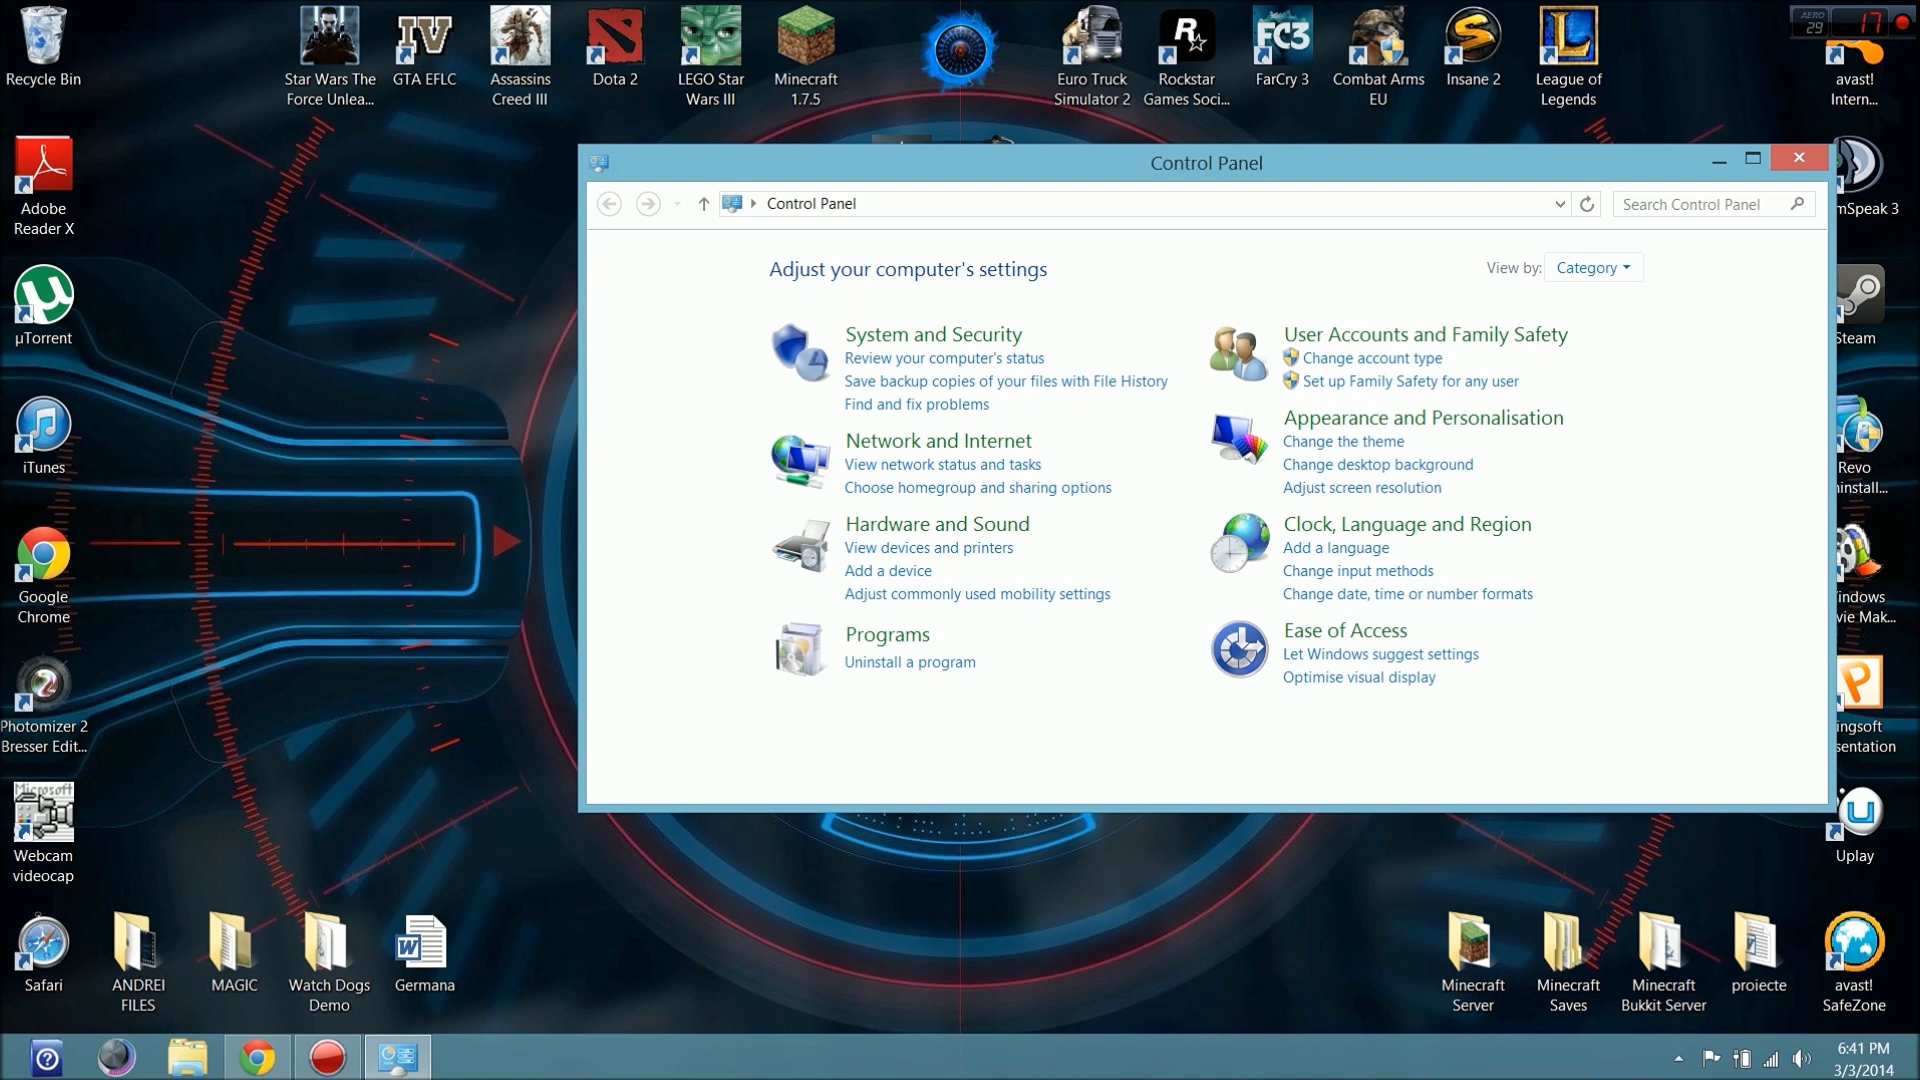 Recycle Bin
Star Wars The
Force Unlea...
IV
GTA EFLC
Assassins
Creed III
Dota 2
LEGO Star
Wars III
Minecraft
1.7.5
Euro Truck
Simulator 2
R
Rockstar
Games Soci...
FC3
FarCry 3
Combat Arms
EU
S
Insane 2
L
League of
Legends
AERO
29
17
avast!
Intern...
Adobe
Reader X
µTorrent
iTunes
Google
Chrome
Photomizer 2
Bresser Edit...
Microsoft
Webcam
videocap
Safari
ANDREI
FILES
MAGIC
Watch Dogs
Demo
W
Germana
Control Panel
Control Panel
Search Control Panel
Adjust your computer's settings
View by:
Category
System and Security
Review your computer's status
Save backup copies of your files with File History
Find and fix problems
Network and Internet
View network status and tasks
Choose homegroup and sharing options
Hardware and Sound
View devices and printers
Add a device
Adjust commonly used mobility settings
Programs
Uninstall a program
User Accounts and Family Safety
Change account type
Set up Family Safety for any user
Appearance and Personalisation
Change the theme
Change desktop background
Adjust screen resolution
Clock, Language and Region
Add a language
Change input methods
Change date, time or number formats
Ease of Access
Let Windows suggest settings
Optimise visual display
mSpeak 3
Steam
Revo
ninstall...
indows
vie Mak...
P
ingsoft
sentation
U
Uplay
Minecraft
Server
Minecraft
Saves
Minecraft
Bukkit Server
proiecte
avast!
SafeZone
6:41 PM
3/3/2014